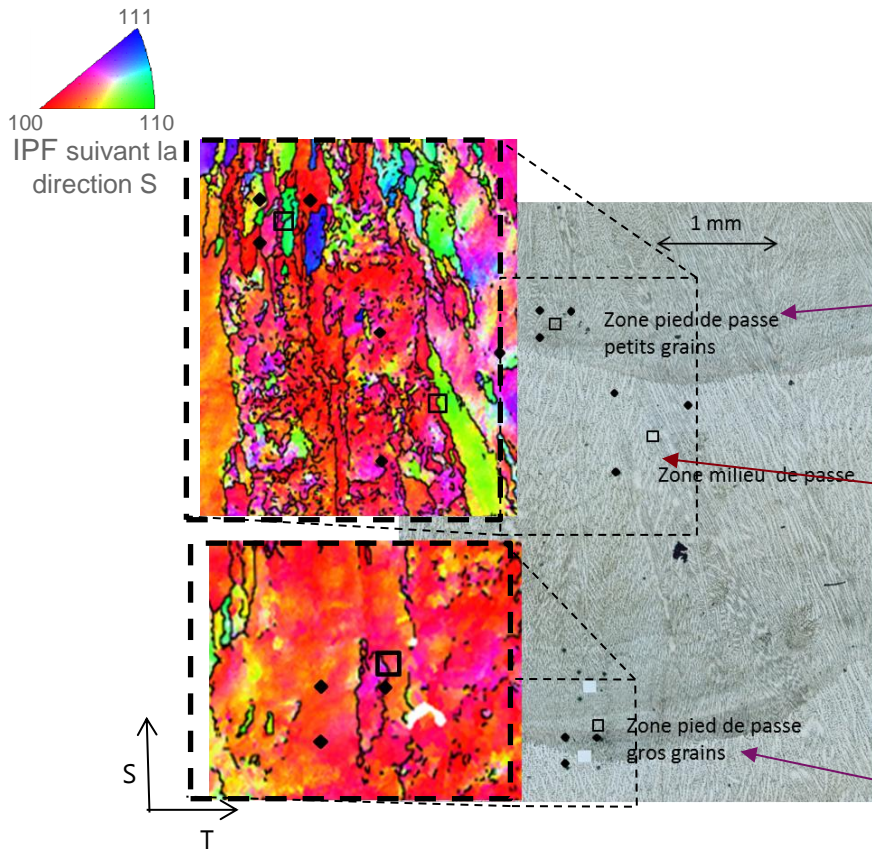 111
100
110
IPF suivant la
direction S
1 mm
Zone pied de passe
petits grains
Zone milieu de passe
Zone pied de passe
gros grains
S
T